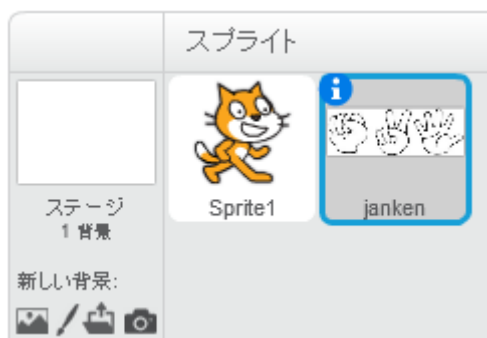 スプライト
ステージ
1 背景
新しい背景:
Sprite1
janken